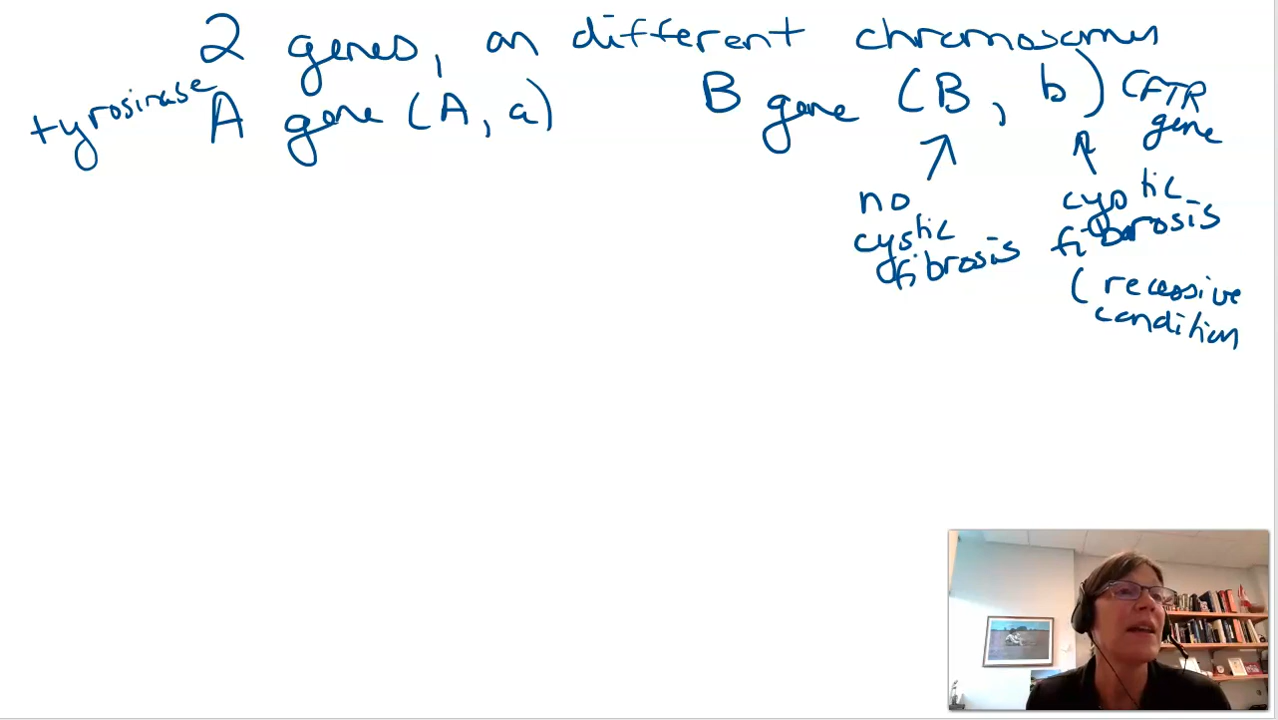 2 genes, on different chromosomes
tyrosinase A gene (A, a)
B gene (B, b) CFTR gene
no cystic fibrosis
cystic fibrosis
(recessive condition